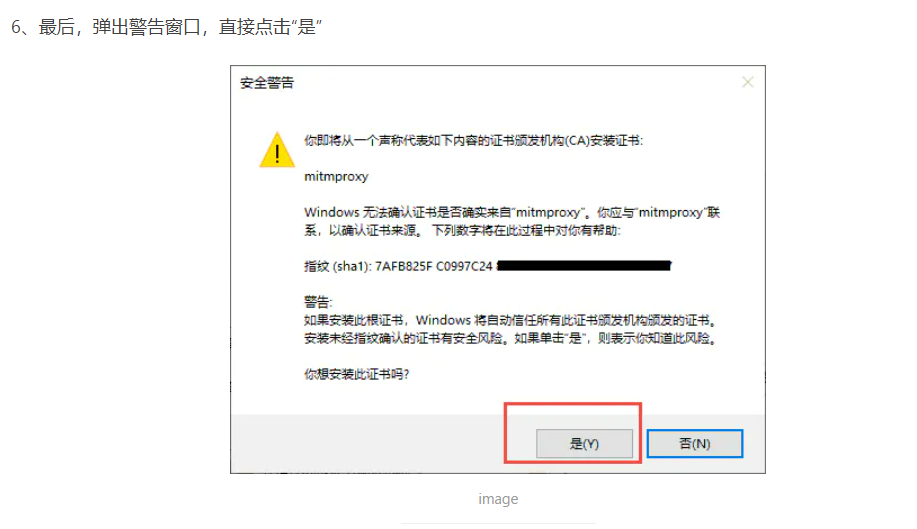 6、最后，弹出警告窗口，直接点击“是”
安全警告
你即将从一个声称代表如下内容的证书颁发机构(CA)安装证书:
mitmproxy
Windows 无法确认证书是否确实来自“mitmproxy”。你应与“mitmproxy”联
系，以确认证书来源。 下列数字将在此过程中对你有帮助:
指纹 (sha1): 7AFB825F C0997C24
警告:
如果安装此根证书，Windows 将自动信任所有此证书颁发机构颁发的证书。
安装未经指纹确认的证书有安全风险。如果单击“是”，则表示你知道此风险。
你想安装此证书吗?
是(Y)
否(N)
image